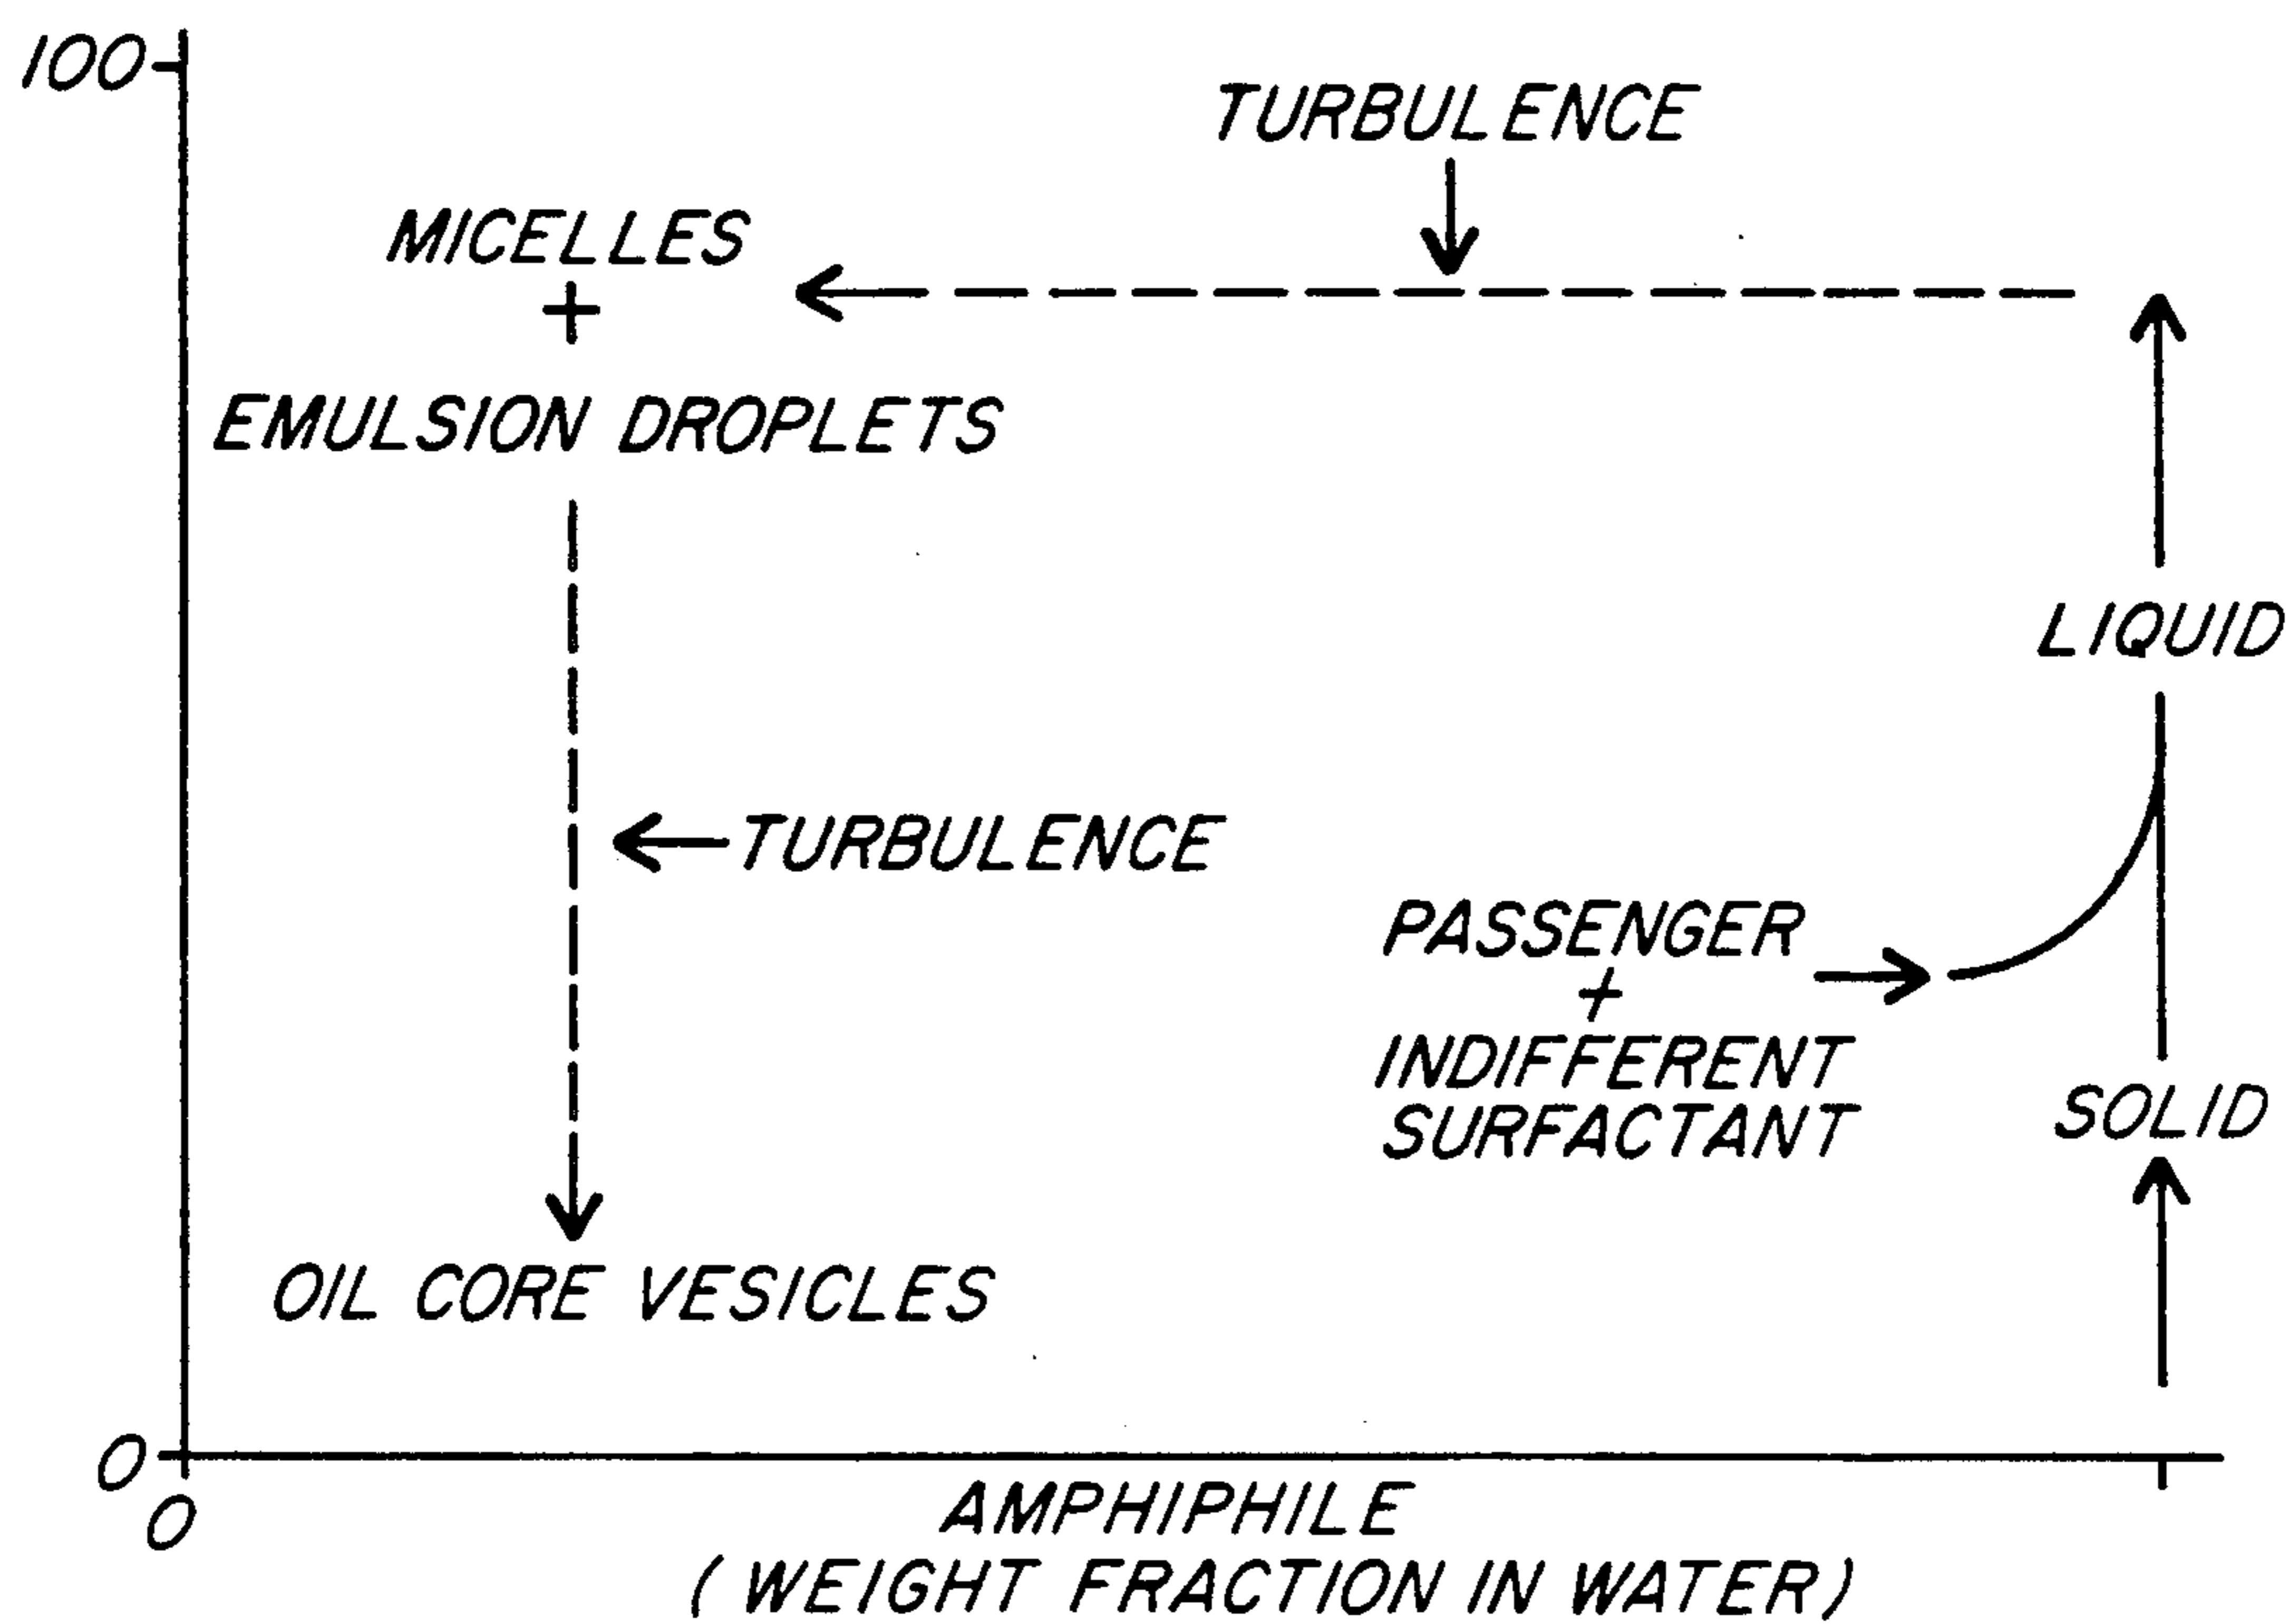 100
TURBULENCE
MICELLES
+
EMULSION DROPLETS
LIQUID
TURBULENCE
PASSENGER
+
INDIFFERENT
SURFACTANT
SOLID
OIL CORE VESICLES
0
0
AMPHIPHILE
(WEIGHT FRACTION IN WATER)